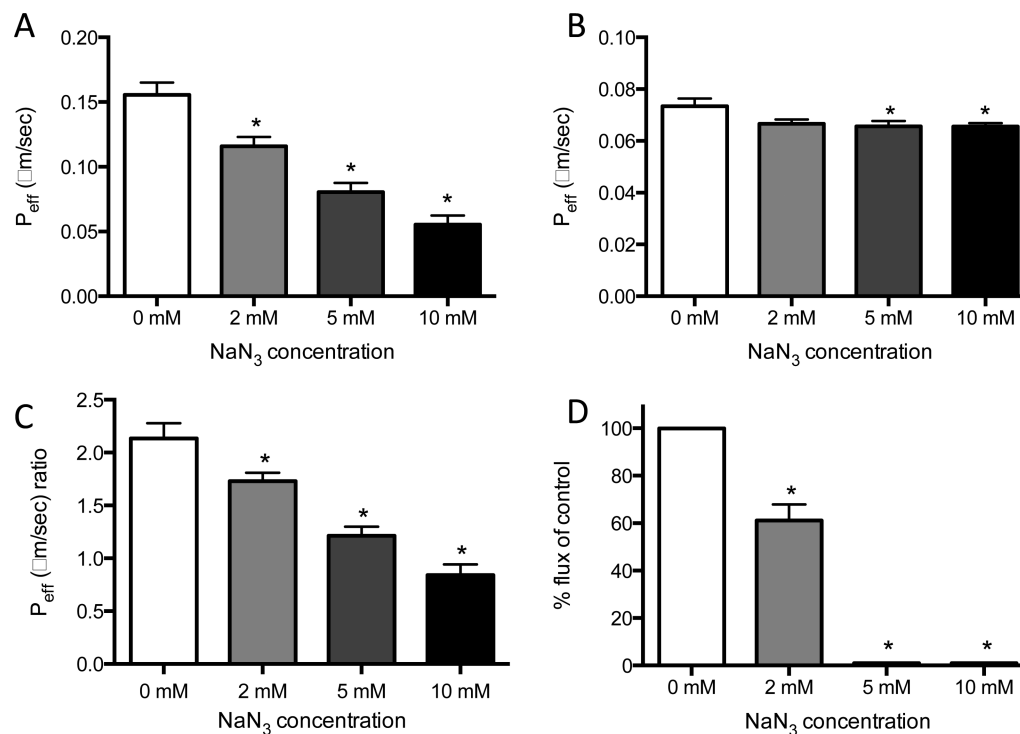 A
P_eff (□m/sec)
0.20
0.15
0.10
0.05
0.00
*
*
*
0 mM 2 mM 5 mM 10 mM
NaN₃ concentration
B
P_eff (□m/sec)
0.10
0.08
0.06
0.04
0.02
0.00
*
*
0 mM 2 mM 5 mM 10 mM
NaN₃ concentration
C
P_eff (□m/sec) ratio
2.5
2.0
1.5
1.0
0.5
0.0
*
*
*
0 mM 2 mM 5 mM 10 mM
NaN₃ concentration
D
% flux of control
100
80
60
40
20
0
*
*
*
0 mM 2 mM 5 mM 10 mM
NaN₃ concentration